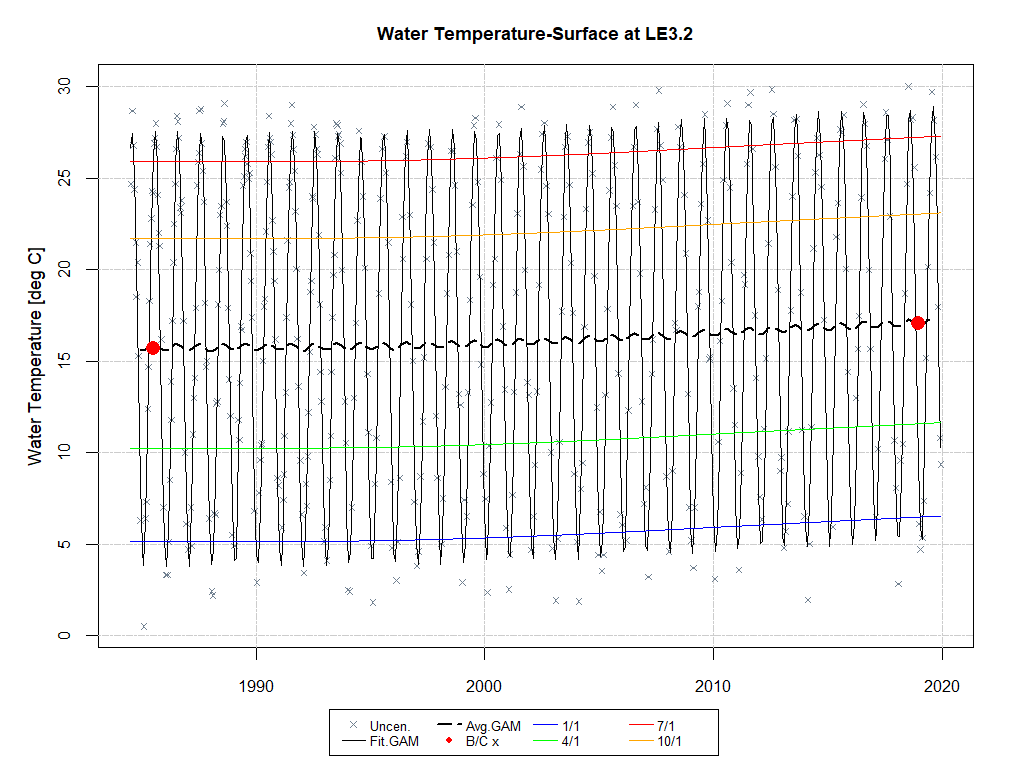 Water Temperature-Surface at LE3.2
Water Temperature [deg C]
30
25
20
15
10
5
0
1990 2000 2010 2020
Uncen. Avg.GAM 1/1 7/1
Fit.GAM B/C x 4/1 10/1